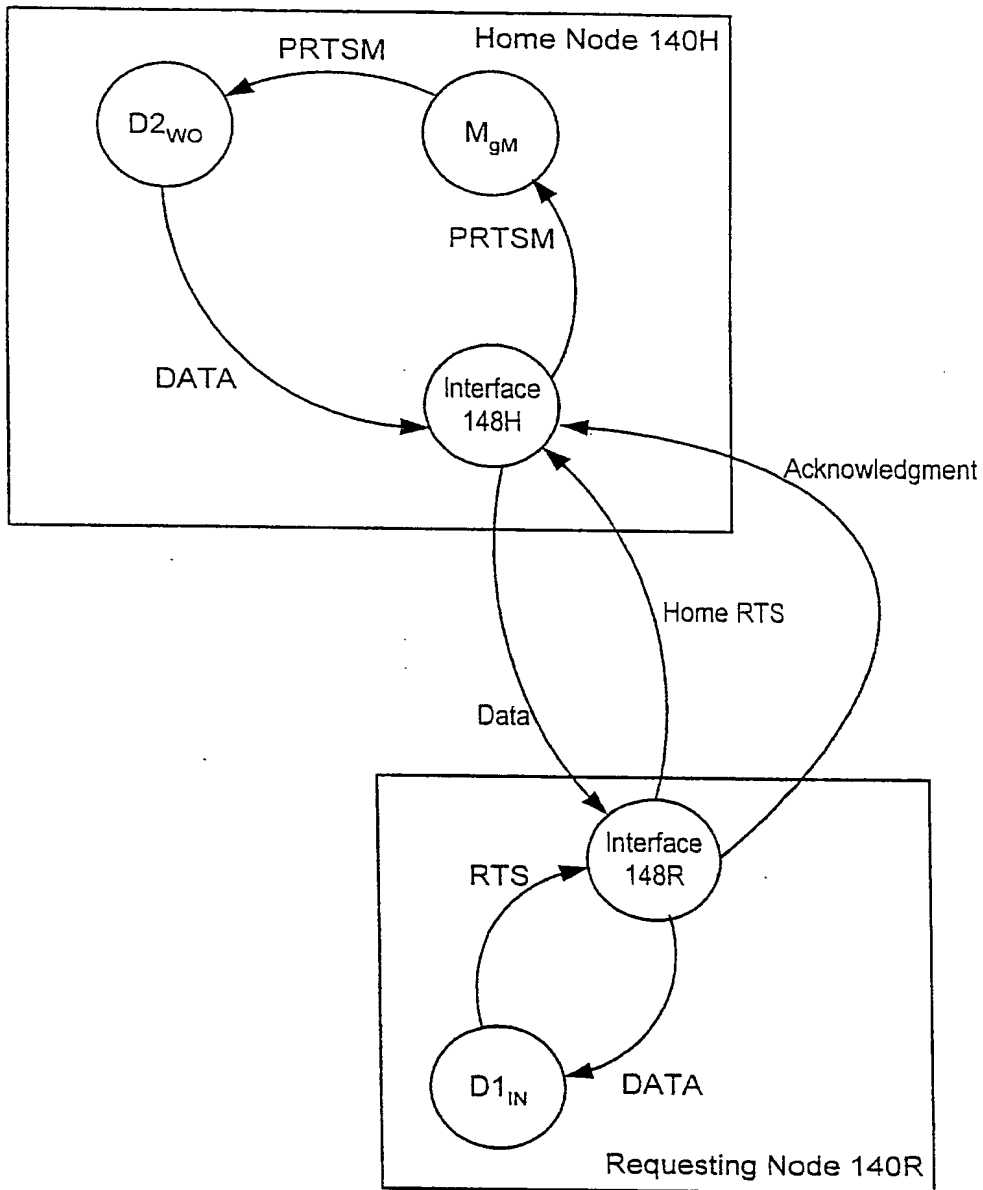 Home Node 140H
PRTSM
D2WO
MgM
PRTSM
DATA
Interface
148H
Acknowledgment
Home RTS
Data
Interface
148R
RTS
D1IN
DATA
Requesting Node 140R